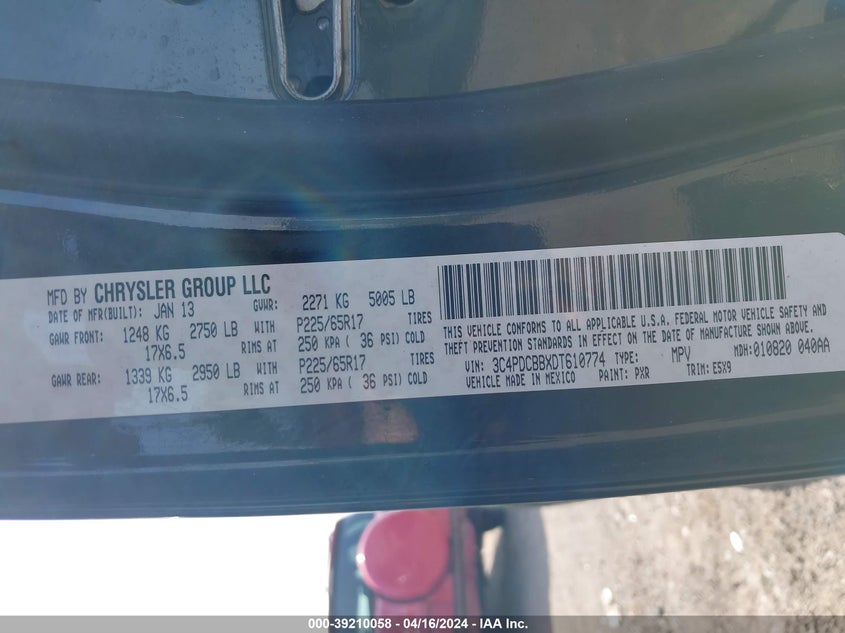 MFD BY CHRYSLER GROUP LLC
DATE OF MFR(BUILT): JAN 13 GVWR: 2271 KG 5005 LB
GAWR FRONT: 1248 KG 2750 LB WITH P225/65R17 TIRES
17X6.5 RIMS AT 250 KPA ( 36 PSI) COLD
GAWR REAR: 1339 KG 2950 LB WITH P225/65R17 TIRES
17X6.5 RIMS AT 250 KPA ( 36 PSI) COLD
THIS VEHICLE CONFORMS TO ALL APPLICABLE U.S.A. FEDERAL MOTOR VEHICLE SAFETY AND
THEFT PREVENTION STANDARDS IN EFFECT ON THE DATE OF MANUFACTURE SHOWN ABOVE.
VIN: 3C4PDCBBXDT610774 TYPE: MPV MDH:010820 040AA
VEHICLE MADE IN MEXICO PAINT: PXR TRIM: E5X9
000-39210058 - 04/16/2024 - IAA Inc.